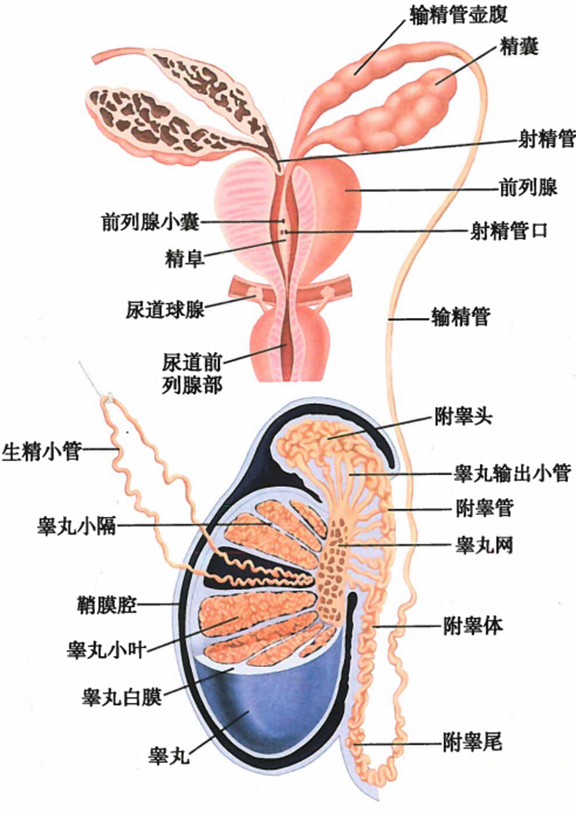 输精管壶腹
精囊
射精管
前列腺
前列腺小囊
射精管口
精阜
尿道球腺
输精管
尿道前
列腺部
附睾头
生精小管
睾丸输出小管
附睾管
睾丸小隔
睾丸网
鞘膜腔
附睾体
睾丸小叶
睾丸白膜
附睾尾
睾丸